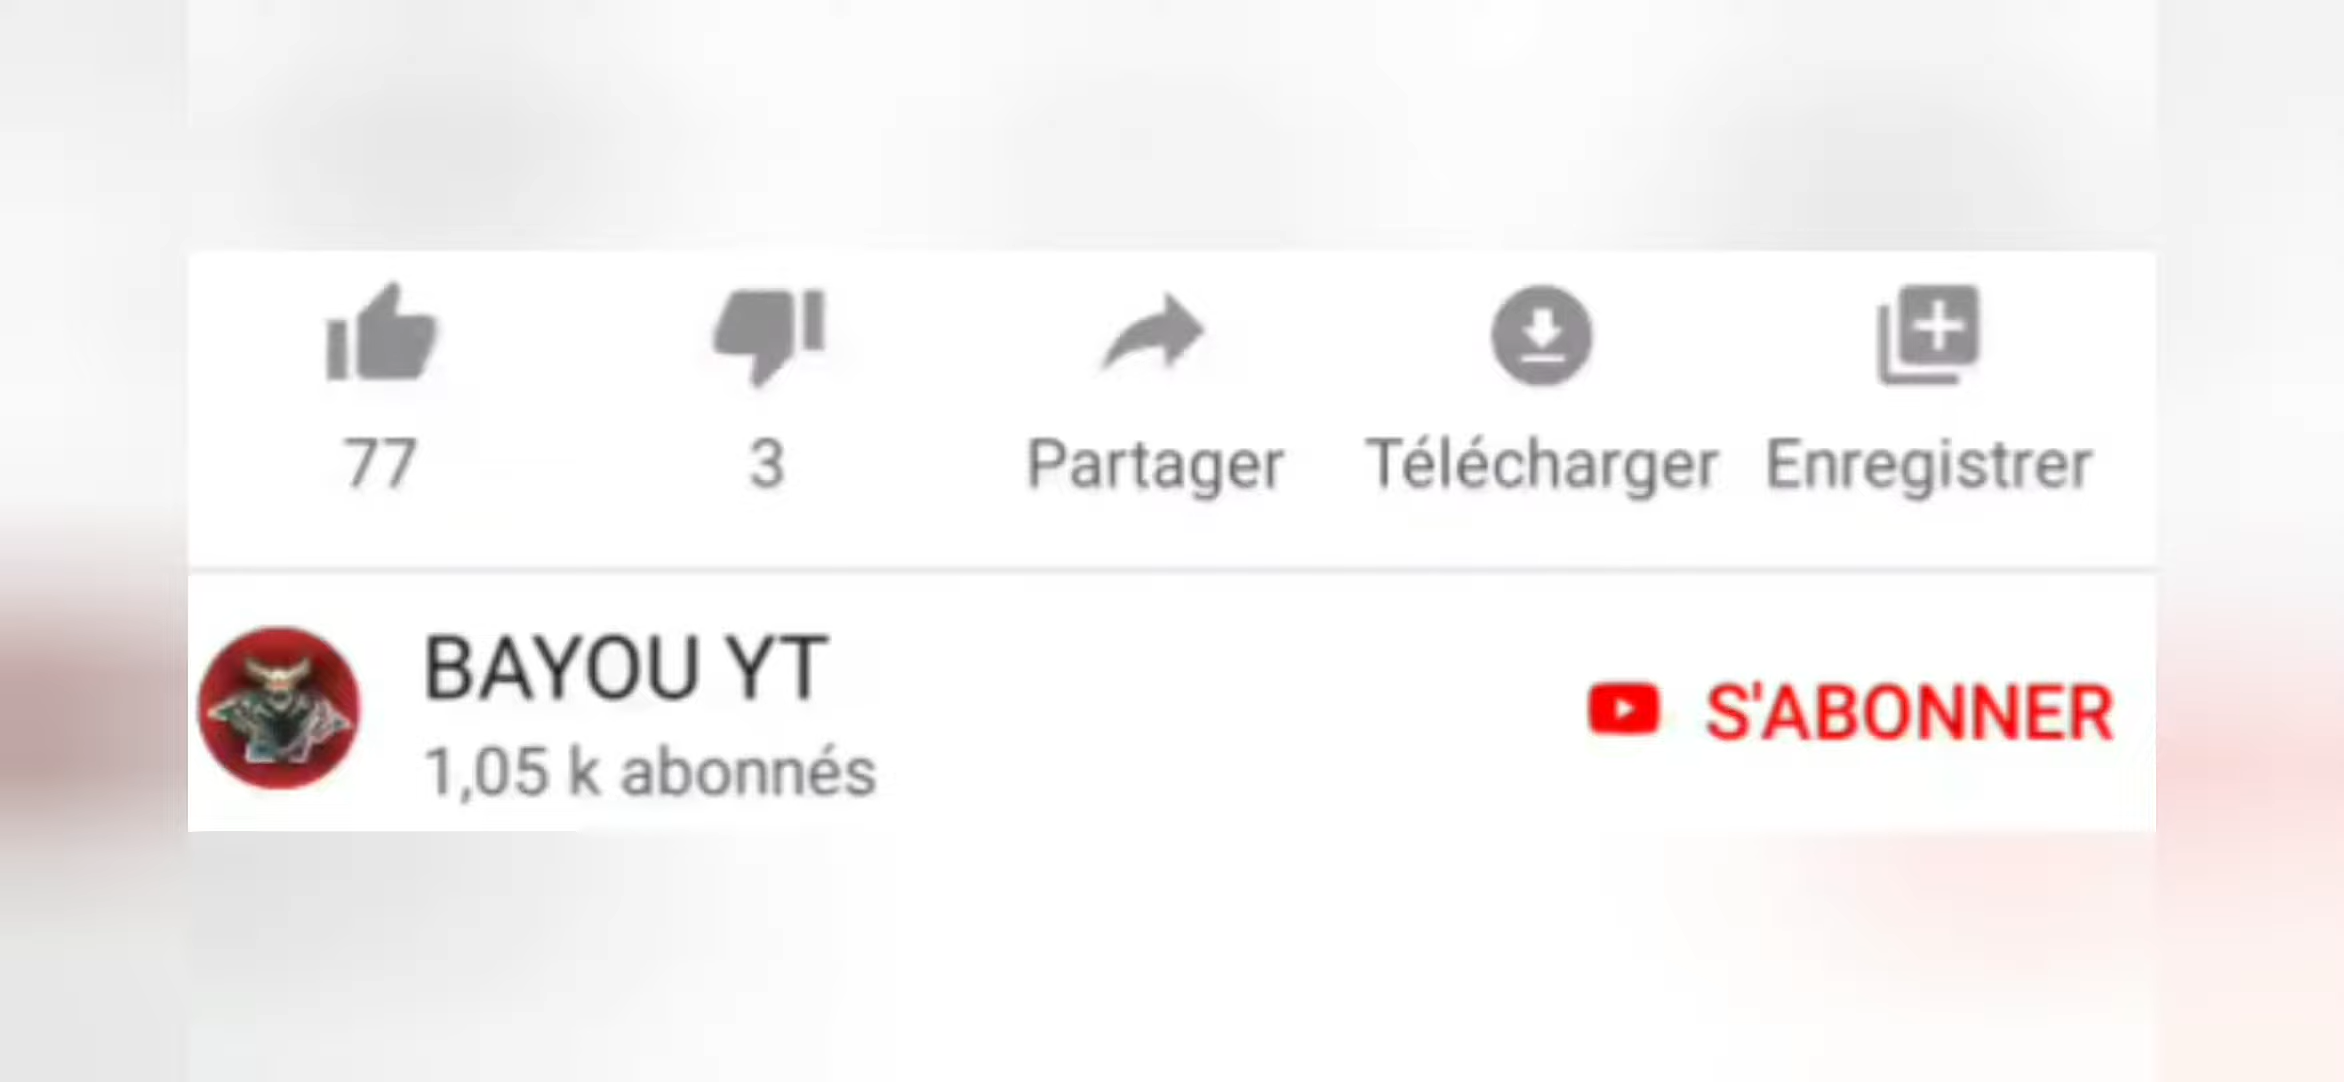 77 3 Partager Télécharger Enregistrer
BAYOU YT
1,05 k abonnés
S'ABONNER